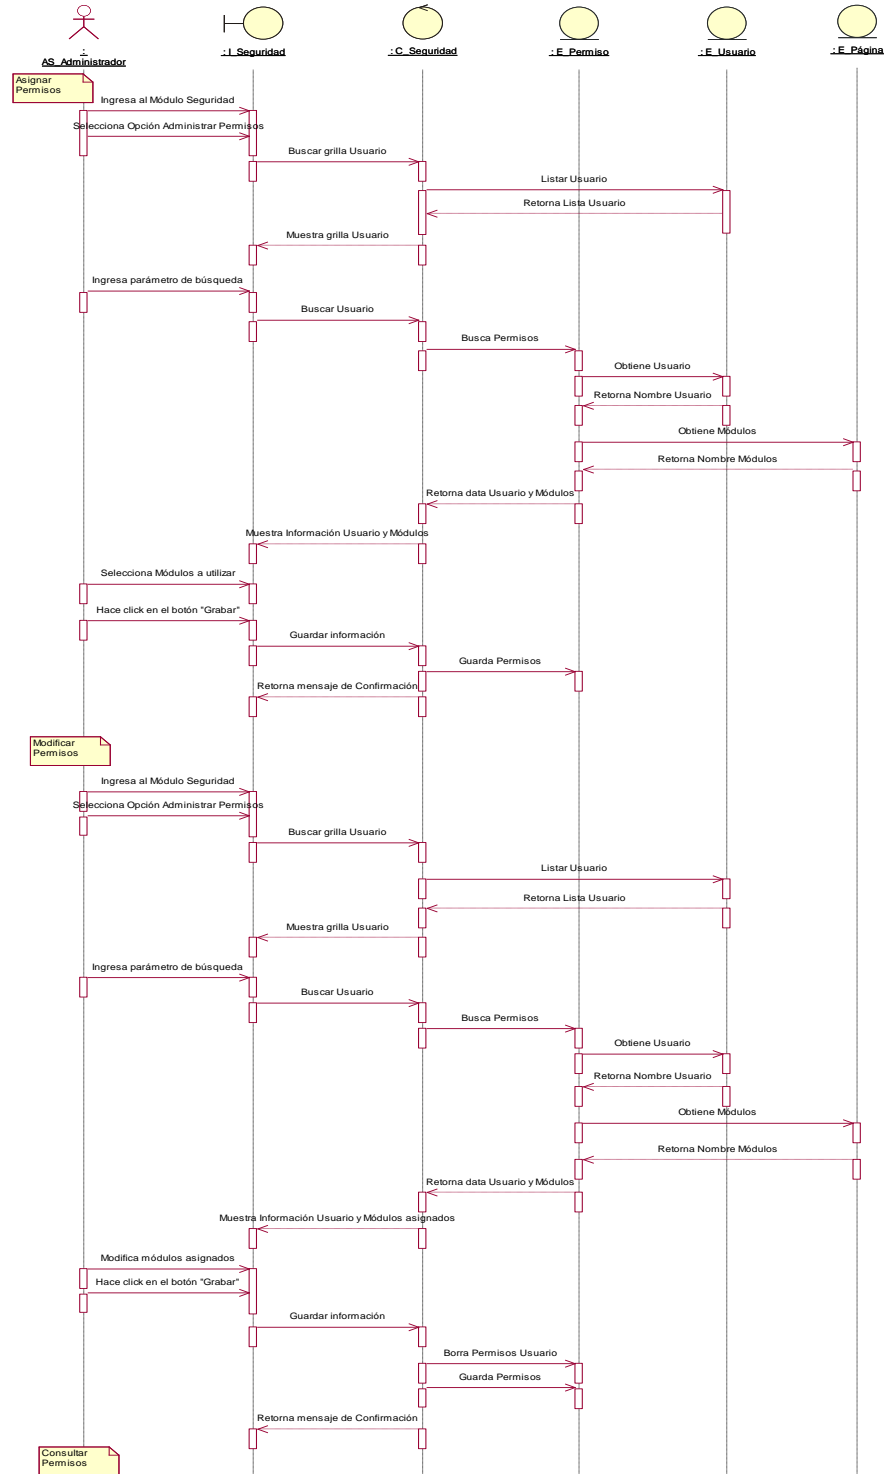 :
AS_Administrador
: I_Seguridad
: C_Seguridad
: E_Permiso
: E_Usuario
: E_Página
Asignar
Permisos
Ingresa al Módulo Seguridad
Selecciona Opción Administrar Permisos
Buscar grilla Usuario
Listar Usuario
Retorna Lista Usuario
Muestra grilla Usuario
Ingresa parámetro de búsqueda
Buscar Usuario
Busca Permisos
Obtiene Usuario
Retorna Nombre Usuario
Obtiene Módulos
Retorna Nombre Módulos
Retorna data Usuario y Módulos
Muestra Información Usuario y Módulos
Selecciona Módulos a utilizar
Hace click en el botón "Grabar"
Guardar información
Guarda Permisos
Retorna mensaje de Confirmación
Modificar
Permisos
Ingresa al Módulo Seguridad
Selecciona Opción Administrar Permisos
Buscar grilla Usuario
Listar Usuario
Retorna Lista Usuario
Muestra grilla Usuario
Ingresa parámetro de búsqueda
Buscar Usuario
Busca Permisos
Obtiene Usuario
Retorna Nombre Usuario
Obtiene Módulos
Retorna Nombre Módulos
Retorna data Usuario y Módulos
Muestra Información Usuario y Módulos asignados
Modifica módulos asignados
Hace click en el botón "Grabar"
Guardar información
Borra Permisos Usuario
Guarda Permisos
Retorna mensaje de Confirmación
Consultar
Permisos